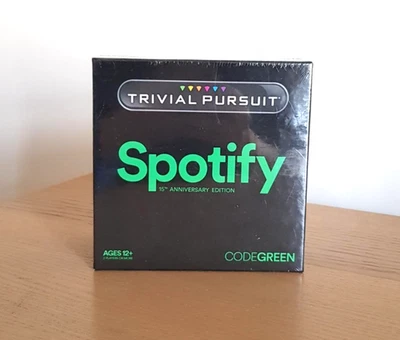 TRIVIAL PURSUIT
Spotify
15TH ANNIVERSARY EDITION
AGES 12+
CODEGREEN